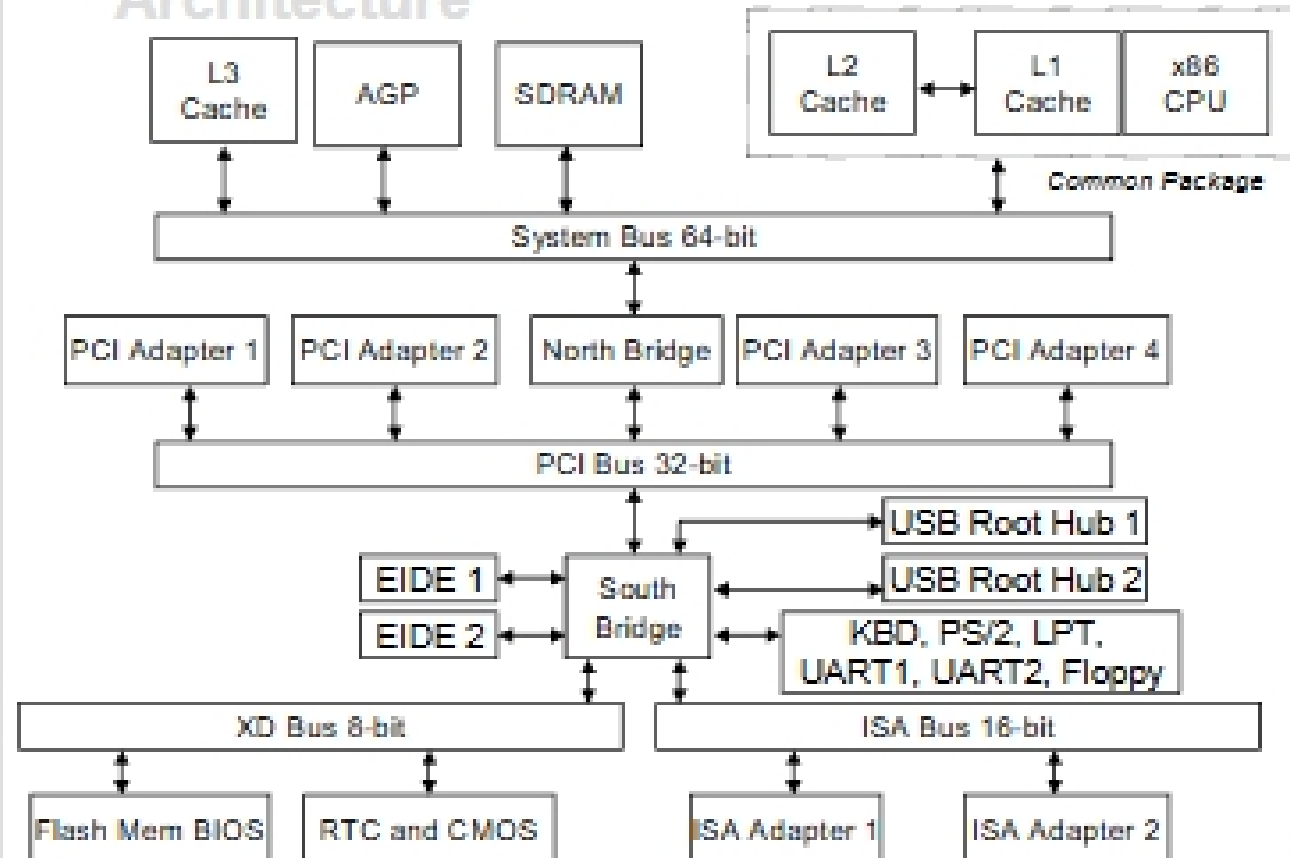 Architecture
L3
Cache
AGP
SDRAM
L2
Cache
L1
Cache
x86
CPU
Common Package
System Bus 64-bit
PCI Adapter 1
PCI Adapter 2
North Bridge
PCI Adapter 3
PCI Adapter 4
PCI Bus 32-bit
USB Root Hub 1
EIDE 1
South
Bridge
USB Root Hub 2
EIDE 2
KBD, PS/2, LPT,
UART1, UART2, Floppy
XD Bus 8-bit
ISA Bus 16-bit
Flash Mem BIOS
RTC and CMOS
ISA Adapter 1
ISA Adapter 2